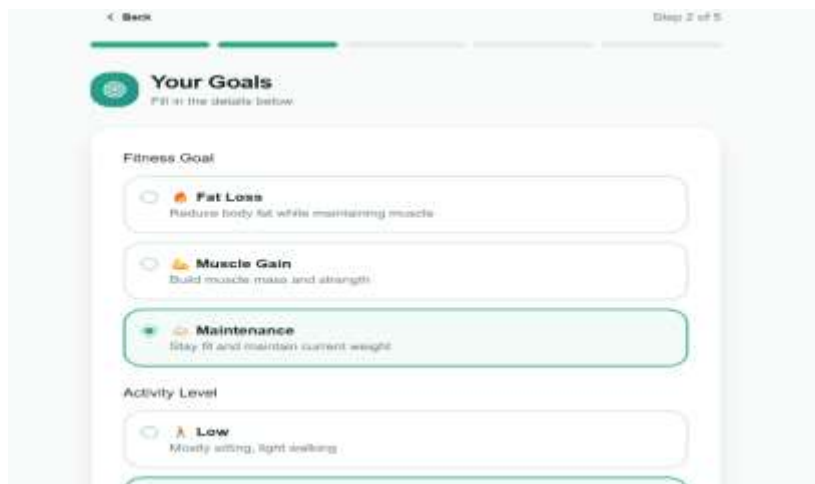 < Back
Step 2 of 5
Your Goals
Fill in the details below
Fitness Goal
Fat Loss
Reduce body fat while maintaining muscle
Muscle Gain
Build muscle mass and strength
Maintenance
Stay fit and maintain current weight
Activity Level
Low
Mostly sitting, light walking